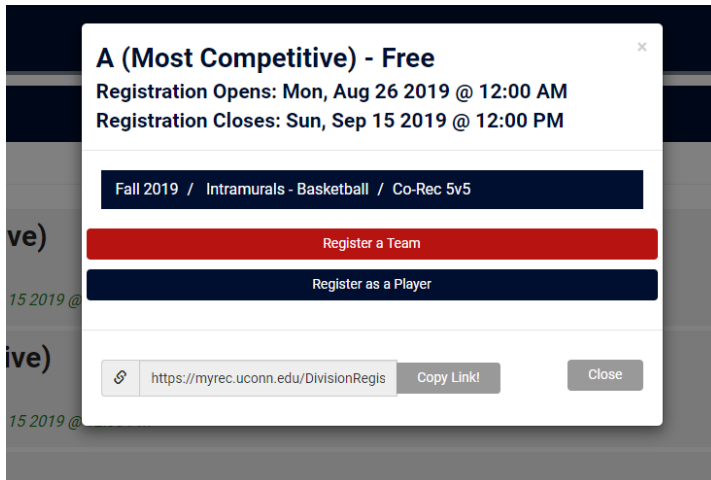 A (Most Competitive) - Free
×
Registration Opens: Mon, Aug 26 2019 @ 12:00 AM
Registration Closes: Sun, Sep 15 2019 @ 12:00 PM
Fall 2019 / Intramurals - Basketball / Co-Rec 5v5
ve)
Register a Team
Register as a Player
15 2019 @
ive)
https://myrec.uconn.edu/DivisionRegis
Copy Link!
Close
15 2019 @